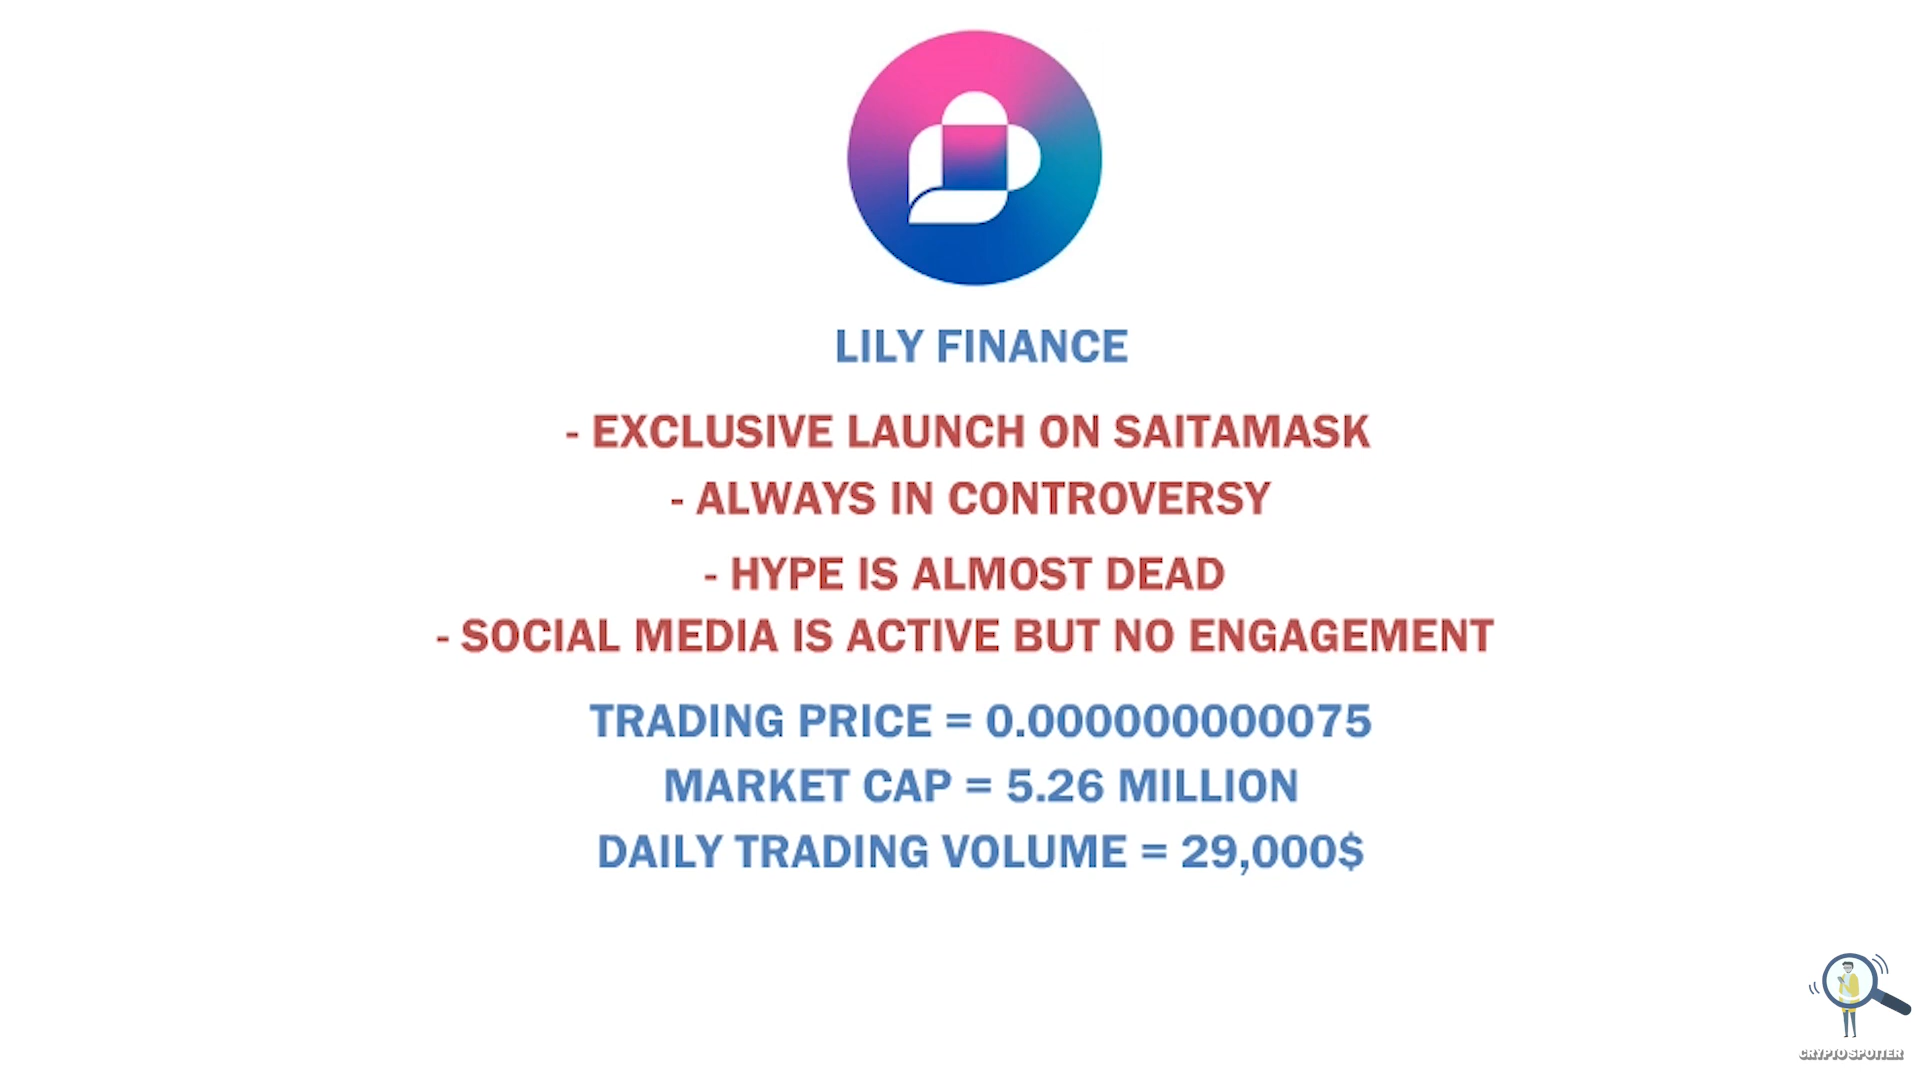 LILY FINANCE
- EXCLUSIVE LAUNCH ON SAITAMASK
- ALWAYS IN CONTROVERSY
- HYPE IS ALMOST DEAD
- SOCIAL MEDIA IS ACTIVE BUT NO ENGAGEMENT
TRADING PRICE = 0.000000000075
MARKET CAP = 5.26 MILLION
DAILY TRADING VOLUME = 29,000$
CRYPTO SPOTTER